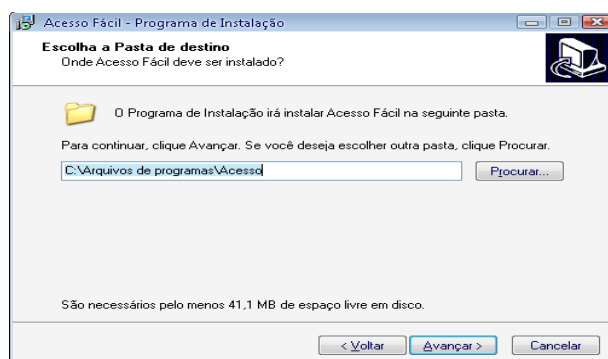 Acesso Fácil - Programa de Instalação
Escolha a Pasta de destino
Onde Acesso Fácil deve ser instalado?
O Programa de Instalação irá instalar Acesso Fácil na seguinte pasta.
Para continuar, clique Avançar. Se você deseja escolher outra pasta, clique Procurar.
C:\Arquivos de programas\Acesso
Procurar...
São necessários pelo menos 41,1 MB de espaço livre em disco.
< Voltar Avançar > Cancelar